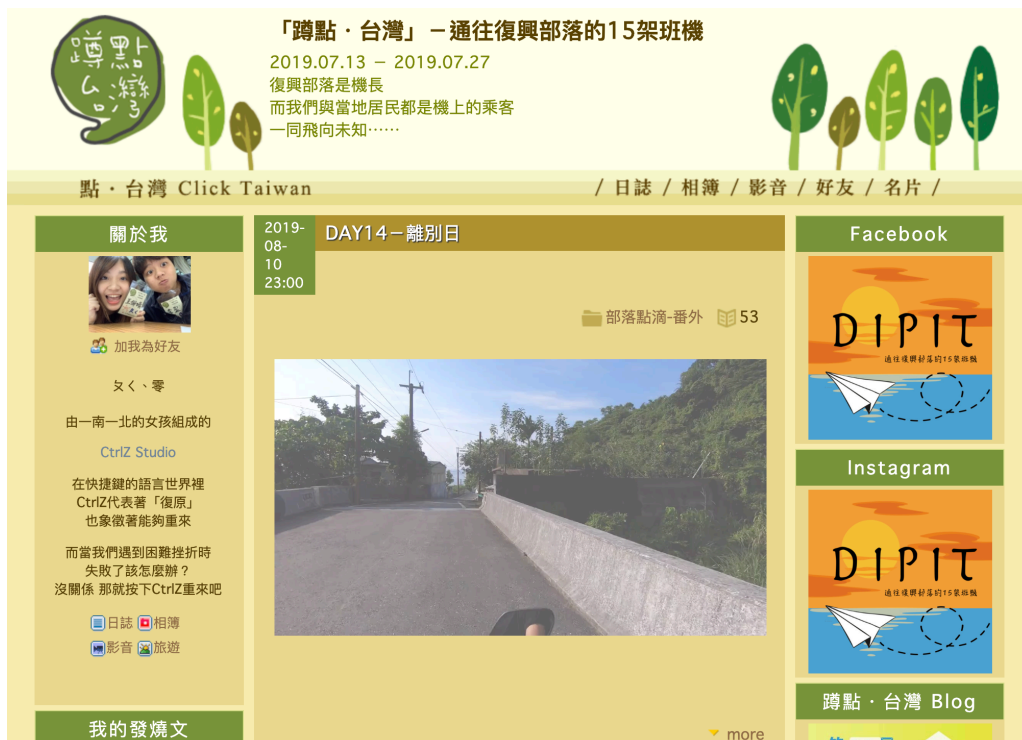 蹲點
台灣
「蹲點‧台灣」－通往復興部落的15架班機
2019.07.13 － 2019.07.27
復興部落是機長
而我們與當地居民都是機上的乘客
一同飛向未知……
點‧台灣 Click Taiwan
/ 日誌 / 相簿 / 影音 / 好友 / 名片 /
關於我
加我為好友
ㄆㄑ、零
由一南一北的女孩組成的
CtrlZ Studio
在快捷鍵的語言世界裡
CtrlZ代表著「復原」
也象徵著能夠重來
而當我們遇到困難挫折時
失敗了該怎麼辦？
沒關係 那就按下CtrlZ重來吧
日誌 相簿
影音 旅遊
我的發燒文
2019-
08-
10
23:00
DAY14－離別日
部落點滴-番外 53
more
Facebook
DIPIT
通往復興部落的15架班機
Instagram
DIPIT
通往復興部落的15架班機
蹲點‧台灣 Blog